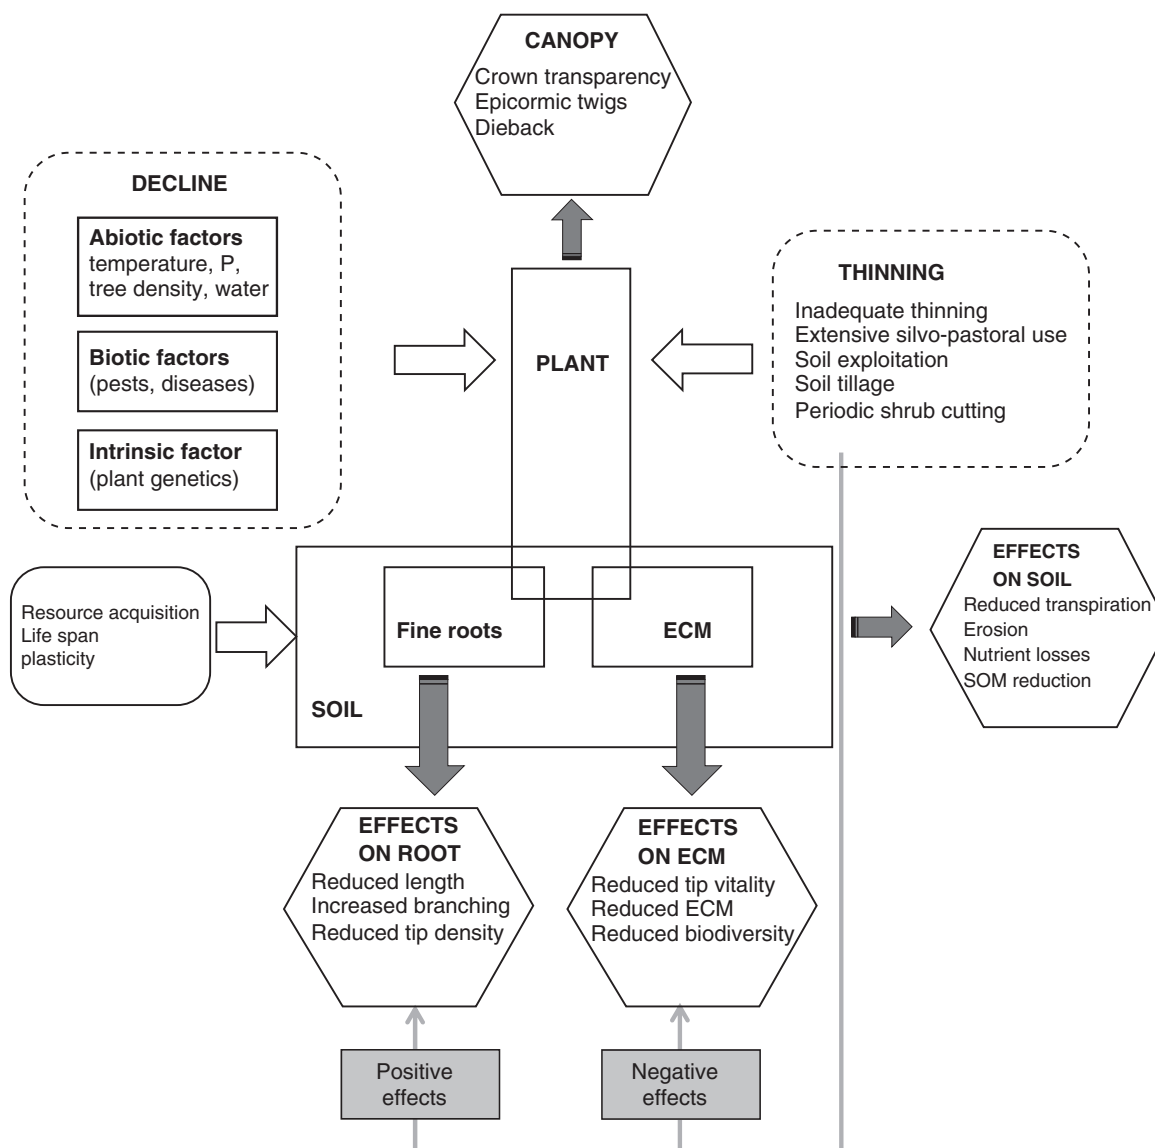 CANOPY
Crown transparency
Epicormic twigs
Dieback
DECLINE
Abiotic factors
temperature, P,
tree density, water
Biotic factors
(pests, diseases)
Intrinsic factor
(plant genetics)
PLANT
THINNING
Inadequate thinning
Extensive silvo-pastoral use
Soil exploitation
Soil tillage
Periodic shrub cutting
Resource acquisition
Life span
plasticity
Fine roots
ECM
SOIL
EFFECTS
ON SOIL
Reduced transpiration
Erosion
Nutrient losses
SOM reduction
EFFECTS
ON ROOT
Reduced length
Increased branching
Reduced tip density
EFFECTS
ON ECM
Reduced tip vitality
Reduced ECM
Reduced biodiversity
Positive
effects
Negative
effects